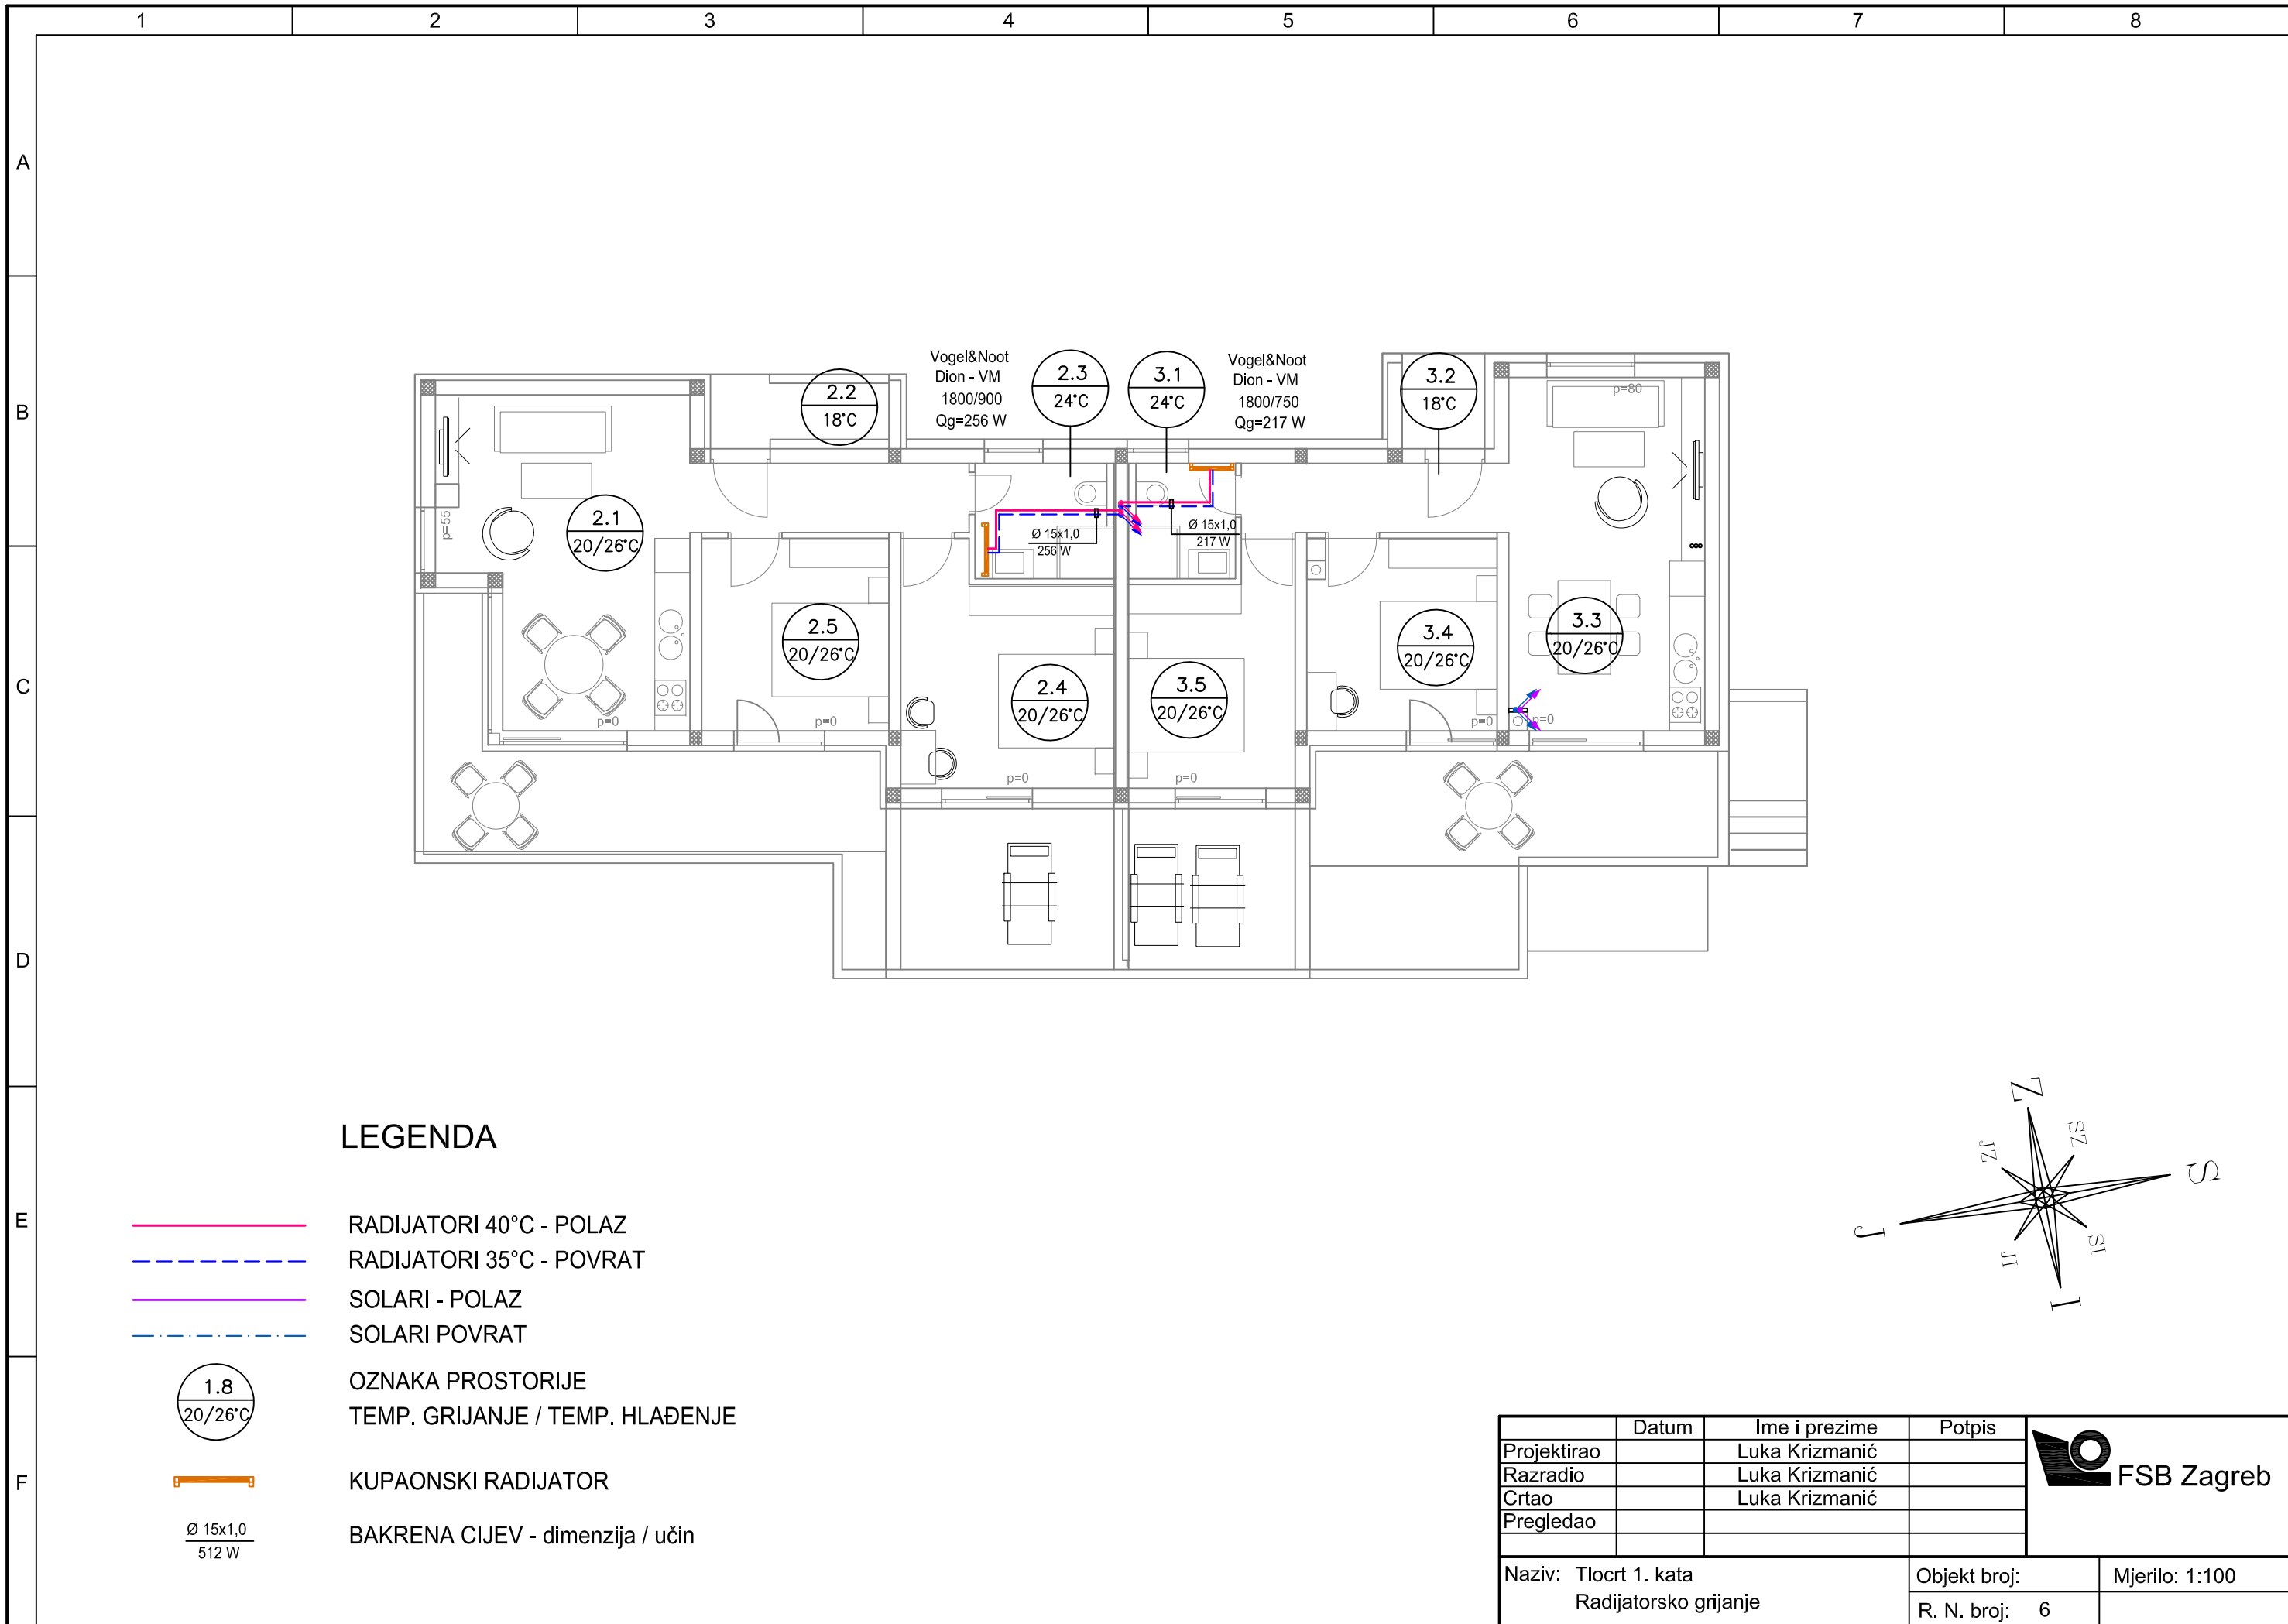 1 2 3 4 5 6 7 8
A
B
C
D
E
F
Vogel&Noot
Dion - VM
1800/900
Qg=256 W
Vogel&Noot
Dion - VM
1800/750
Qg=217 W
2.2
18°C
2.3
24°C
3.1
24°C
3.2
18°C
p=80
p=55
2.1
20/26°C
Ø 15x1,0
256 W
Ø 15x1,0
217 W
2.5
20/26°C
2.4
20/26°C
3.5
20/26°C
3.4
20/26°C
3.3
20/26°C
p=0
p=0
p=0
p=0
p=0
p=0
LEGENDA
RADIJATORI 40°C - POLAZ
RADIJATORI 35°C - POVRAT
SOLARI - POLAZ
SOLARI POVRAT
1.8
20/26°C
OZNAKA PROSTORIJE
TEMP. GRIJANJE / TEMP. HLAĐENJE
KUPAONSKI RADIJATOR
Ø 15x1,0
512 W
BAKRENA CIJEV - dimenzija / učin
Z
SZ
S
SI
I
JI
J
JZ
Datum Ime i prezime Potpis
Projektirao Luka Krizmanić
Razradio Luka Krizmanić
Crtao Luka Krizmanić
Pregledao
FSB Zagreb
Naziv: Tlocrt 1. kata
Radijatorsko grijanje
Objekt broj:
R. N. broj: 6
Mjerilo: 1:100